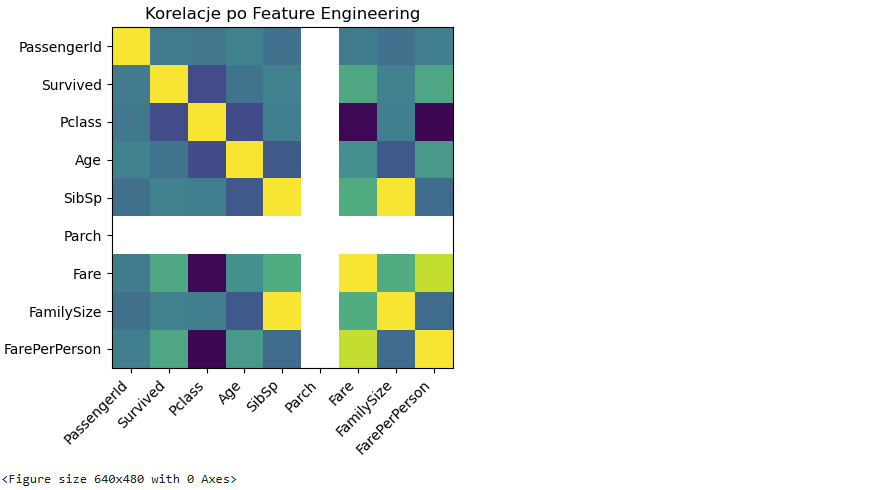 Korelacje po Feature Engineering
PassengerId
Survived
Pclass
Age
SibSp
Parch
Fare
FamilySize
FarePerPerson
PassengerId
Survived
Pclass
Age
SibSp
Parch
Fare
FamilySize
FarePerPerson
<Figure size 640x480 with 0 Axes>